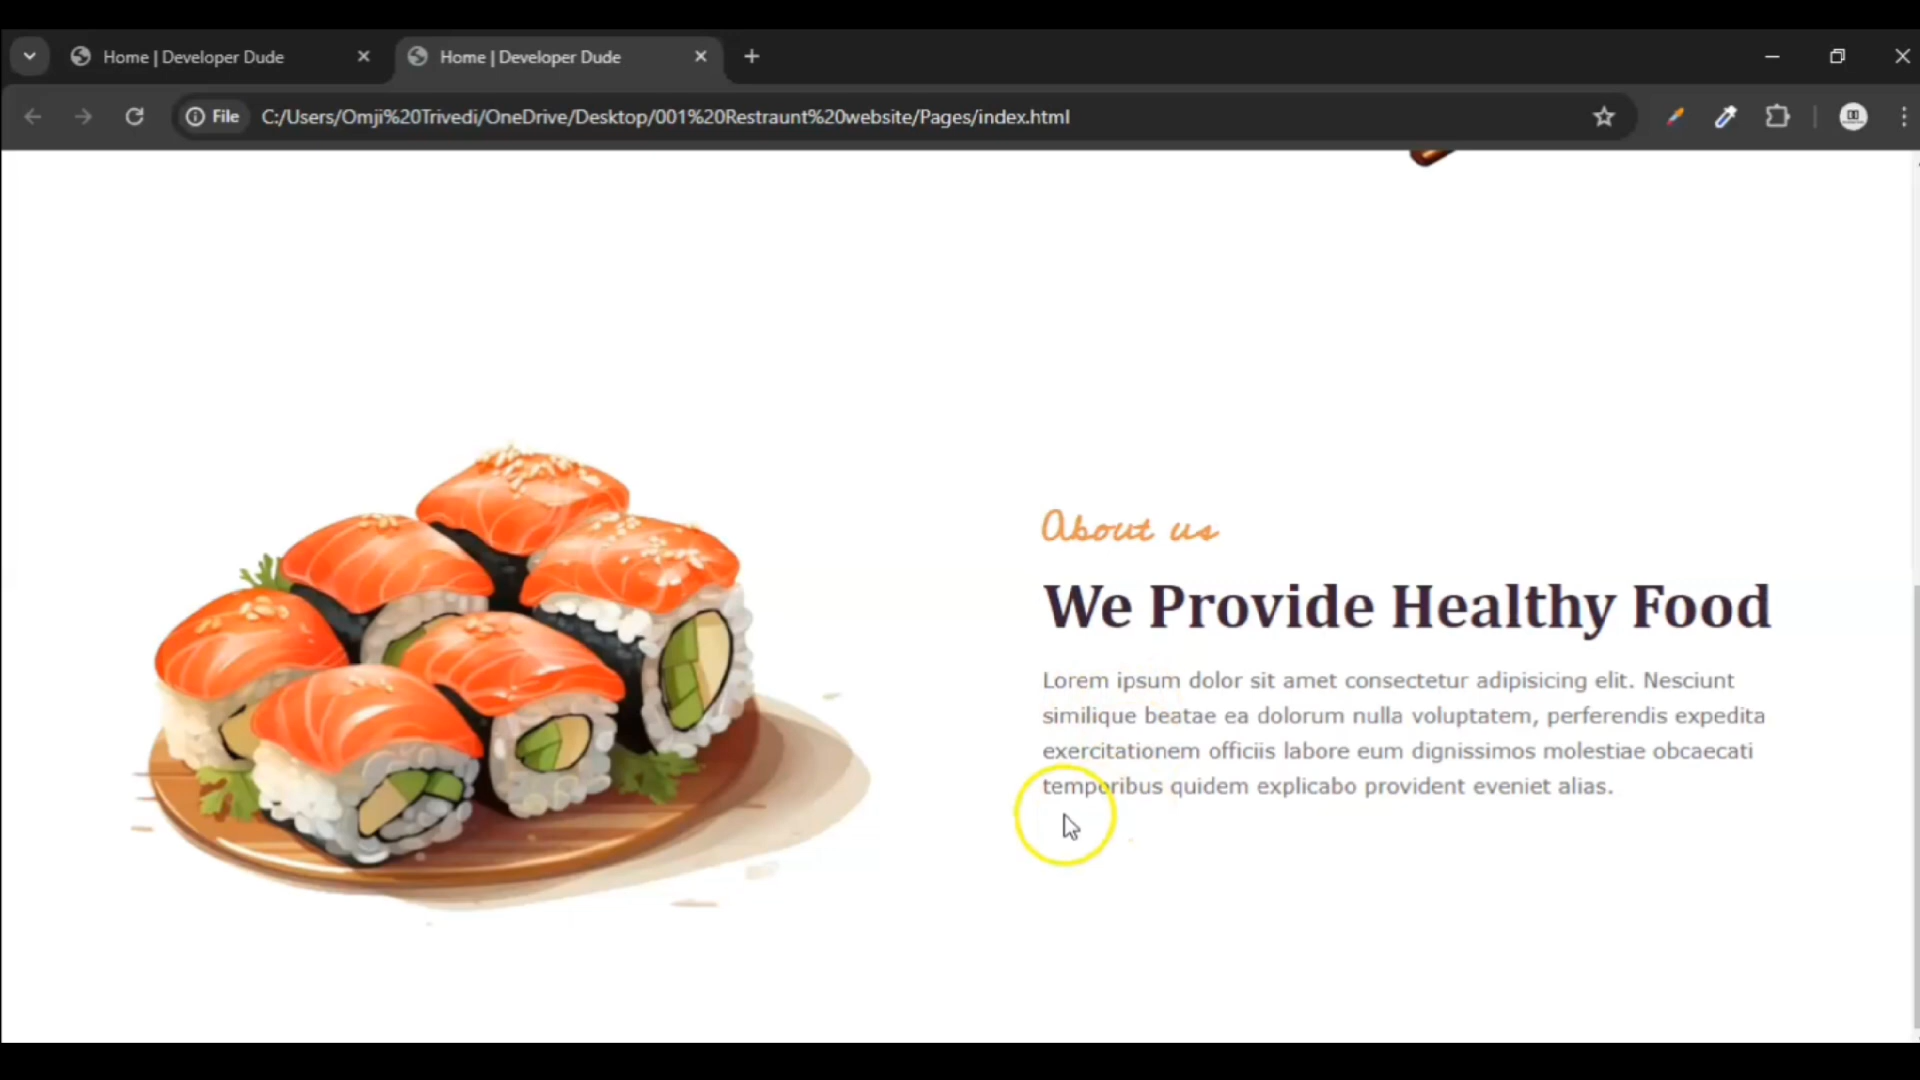 Home | Developer Dude
Home | Developer Dude
File
C:/Users/Omji%20Trivedi/OneDrive/Desktop/001%20Restraunt%20website/Pages/index.html
About us
We Provide Healthy Food
Lorem ipsum dolor sit amet consectetur adipisicing elit. Nesciunt
similique beatae ea dolorum nulla voluptatem, perferendis expedita
exercitationem officiis labore eum dignissimos molestiae obcaecati
temporibus quidem explicabo provident eveniet alias.